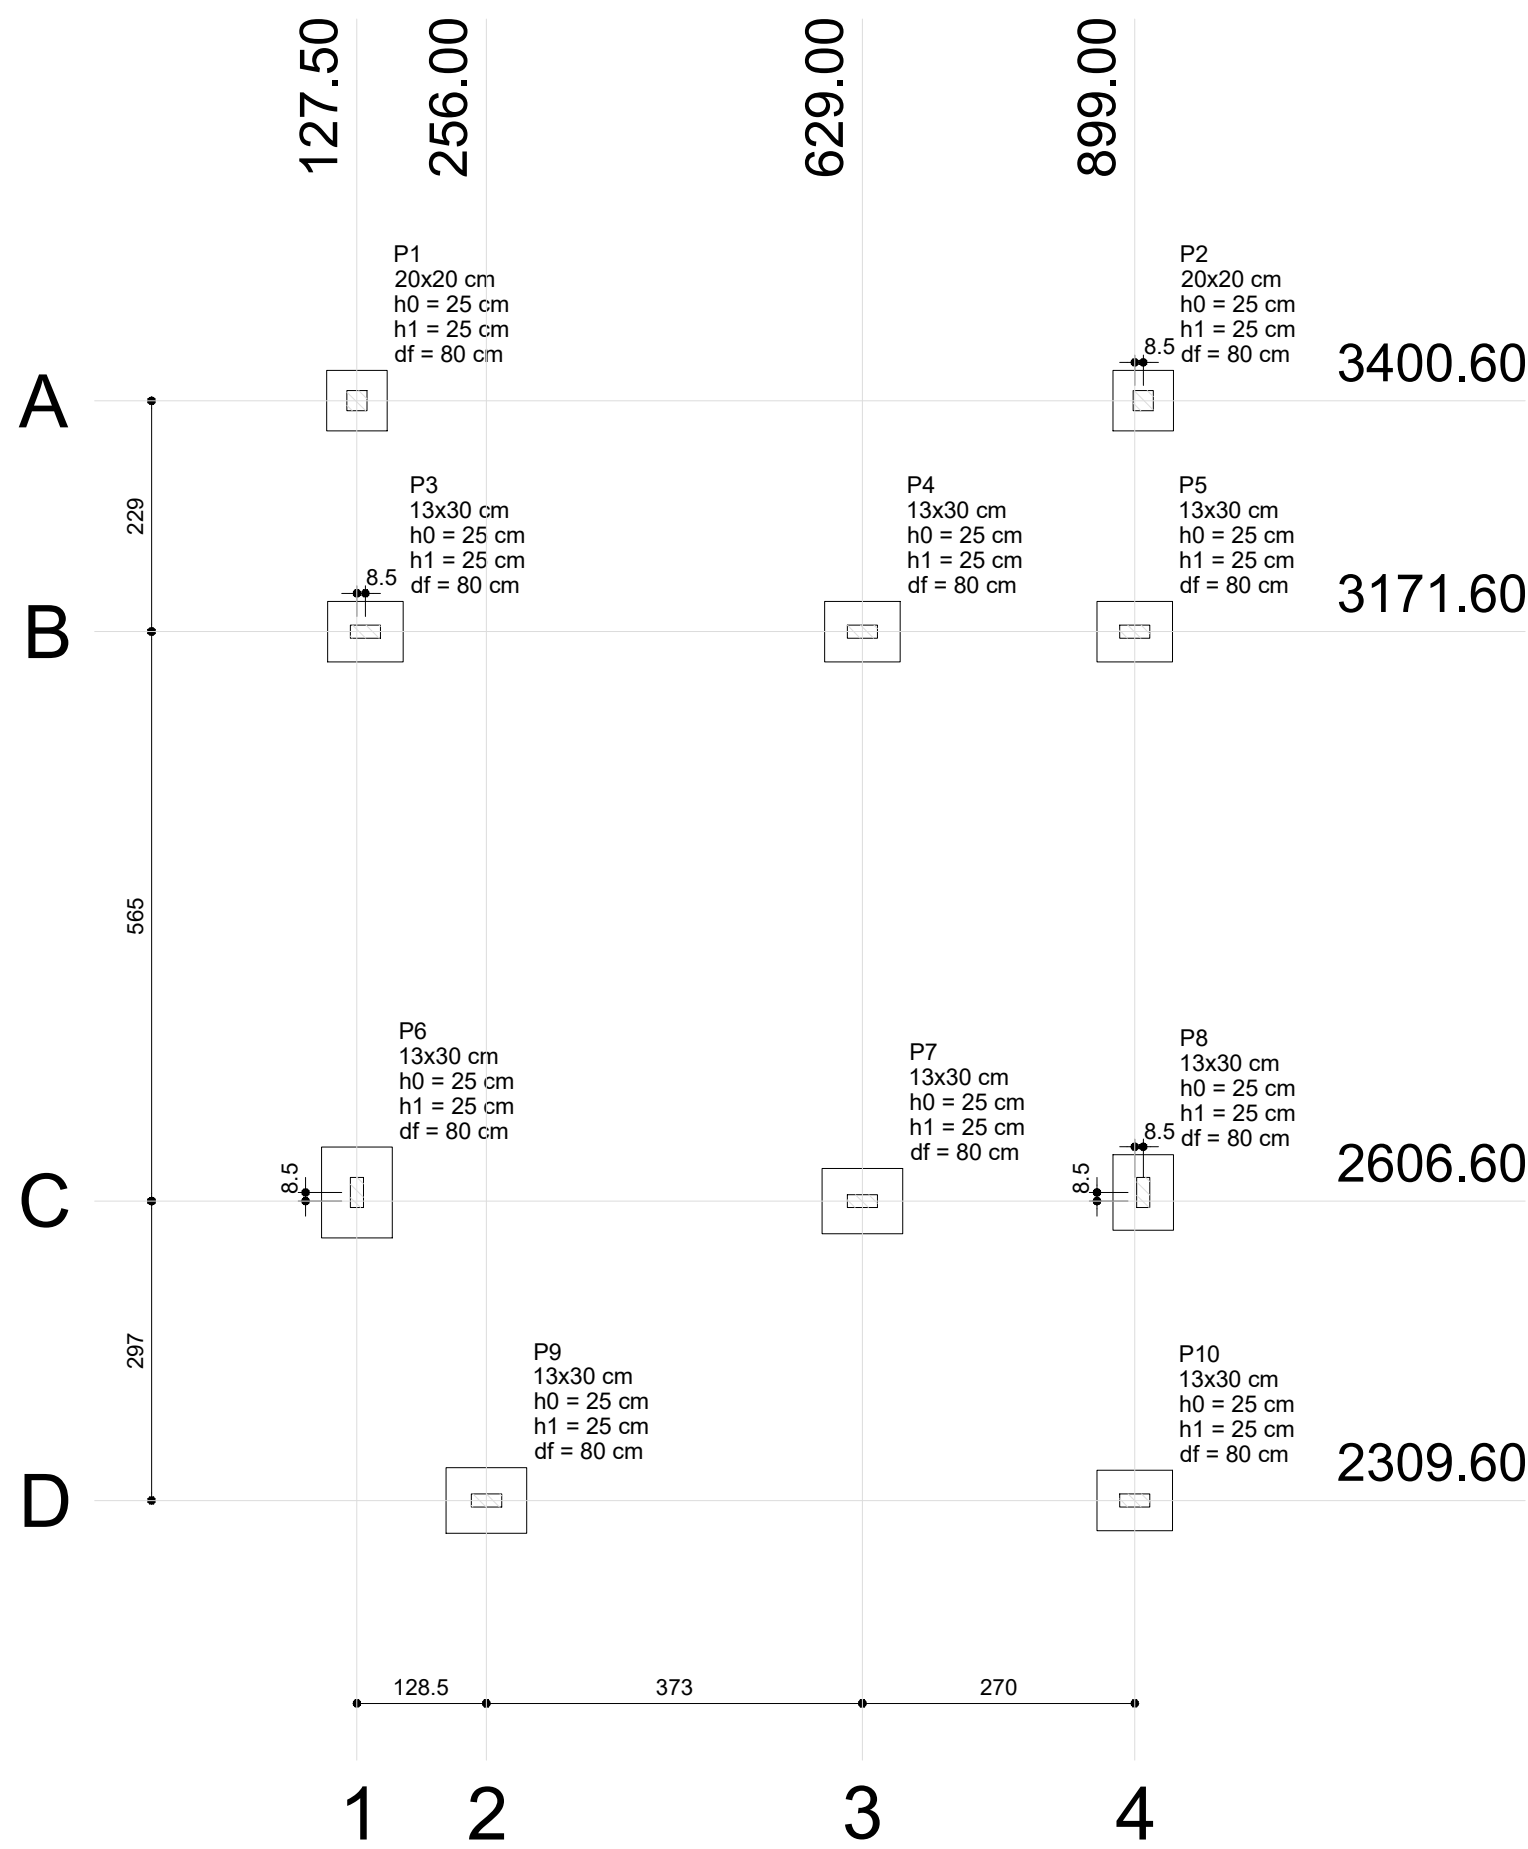 127.50
256.00
629.00
899.00
P1
20x20 cm
h0 = 25 cm
h1 = 25 cm
df = 80 cm
P2
20x20 cm
h0 = 25 cm
h1 = 25 cm
df = 80 cm
8.5
3400.60
A
229
P3
13x30 cm
h0 = 25 cm
h1 = 25 cm
df = 80 cm
8.5
P4
13x30 cm
h0 = 25 cm
h1 = 25 cm
df = 80 cm
P5
13x30 cm
h0 = 25 cm
h1 = 25 cm
df = 80 cm
3171.60
B
565
P6
13x30 cm
h0 = 25 cm
h1 = 25 cm
df = 80 cm
8.5
P7
13x30 cm
h0 = 25 cm
h1 = 25 cm
df = 80 cm
P8
13x30 cm
h0 = 25 cm
h1 = 25 cm
df = 80 cm
8.5
8.5
2606.60
C
297
P9
13x30 cm
h0 = 25 cm
h1 = 25 cm
df = 80 cm
P10
13x30 cm
h0 = 25 cm
h1 = 25 cm
df = 80 cm
2309.60
D
128.5
373
270
1
2
3
4